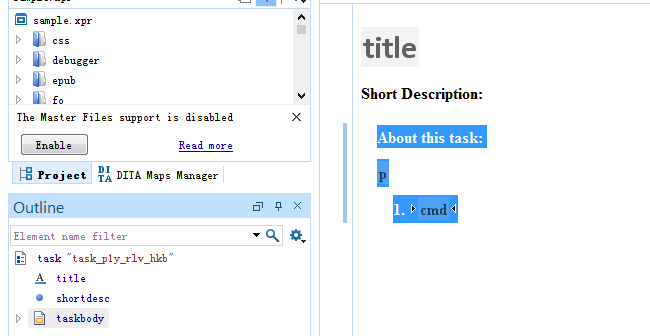 sample.xpr
css
debugger
epub
fo
The Master Files support is disabled
Enable
Read more
Project
DITA Maps Manager
Outline
Element name filter
task "task_p1y_rlv_hkb"
title
shortdesc
taskbody
title
Short Description:
About this task:
p
1. cmd